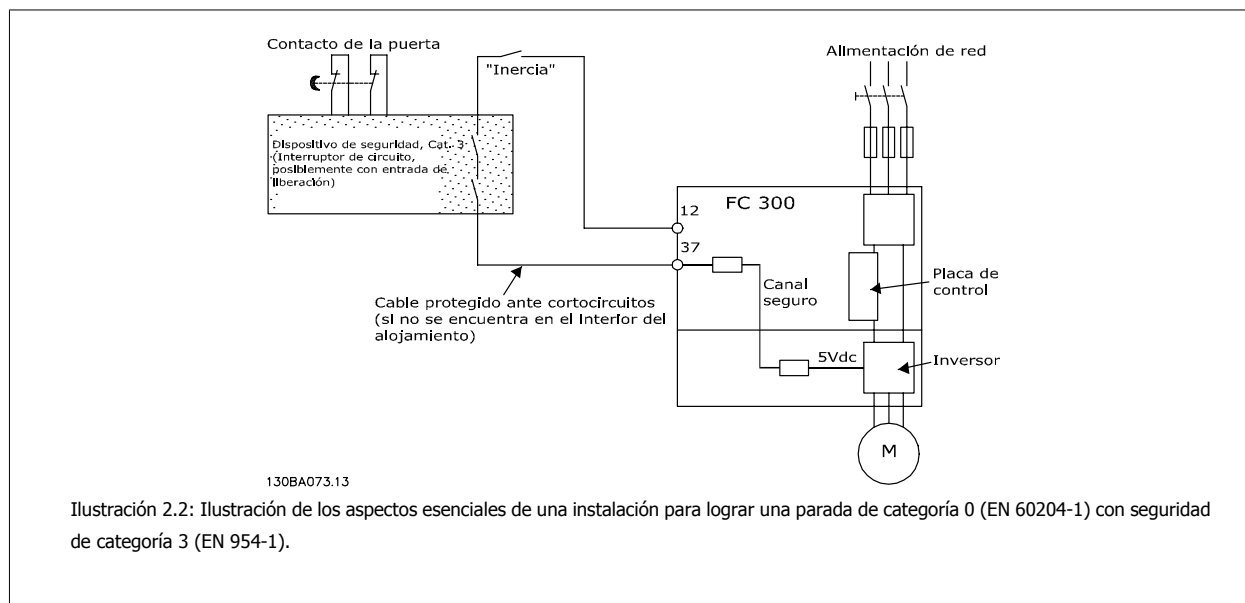 Contacto de la puerta
"Inercia"
Alimentación de red
Dispositivo de seguridad, Cat. 3
(Interruptor de circuito,
posiblemente con entrada de
liberación)
12
FC 300
37
Canal
seguro
Placa de
control
Cable protegido ante cortocircuitos
(si no se encuentra en el Interior del
alojamiento)
5Vdc
Inversor
M
130BA073.13
Ilustración 2.2: Ilustración de los aspectos esenciales de una instalación para lograr una parada de categoría 0 (EN 60204-1) con seguridad
de categoría 3 (EN 954-1).